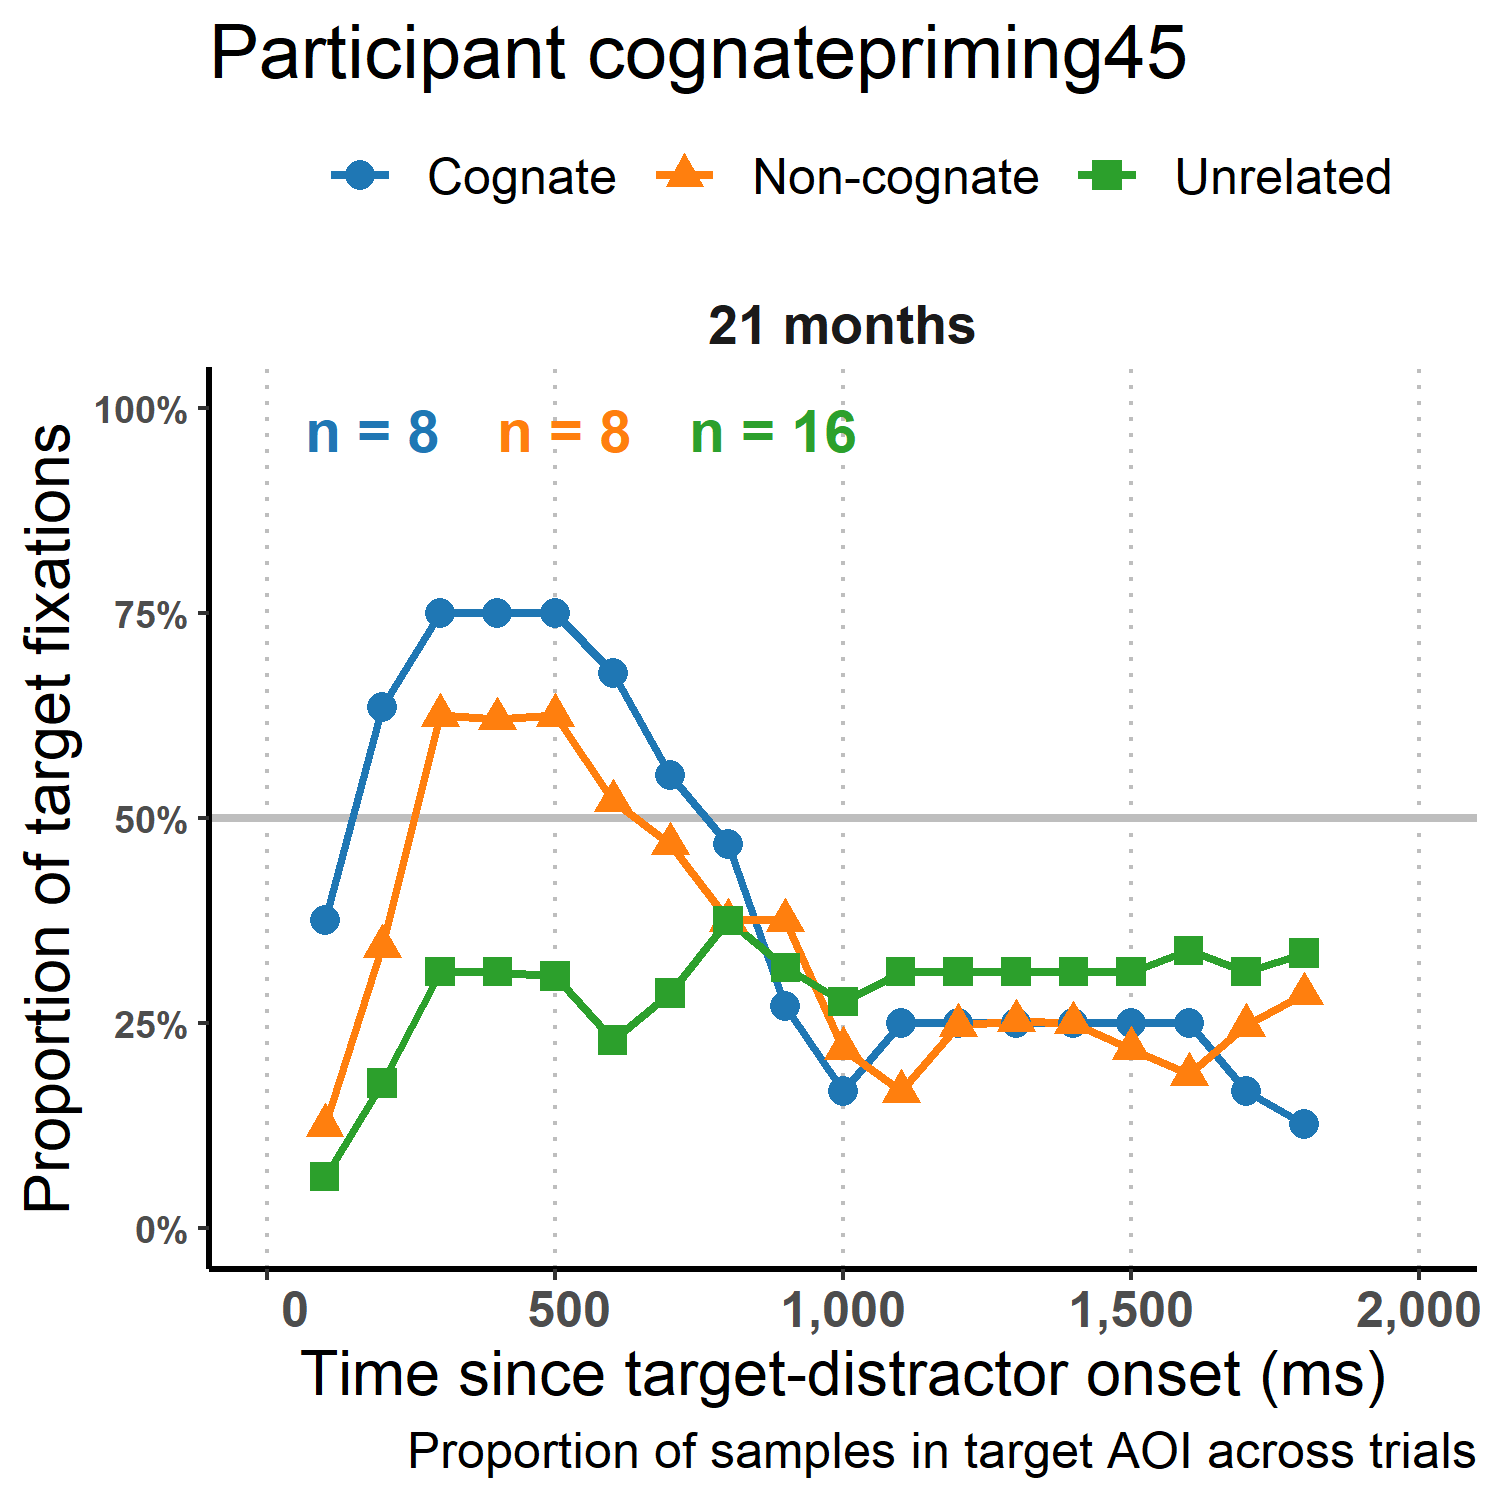 Participant cognatepriming45
Cognate Non-cognate Unrelated
21 months
n = 8 n = 8 n = 16
Proportion of target fixations
100%
75%
50%
25%
0%
0 500 1,000 1,500 2,000
Time since target-distractor onset (ms)
Proportion of samples in target AOI across trials